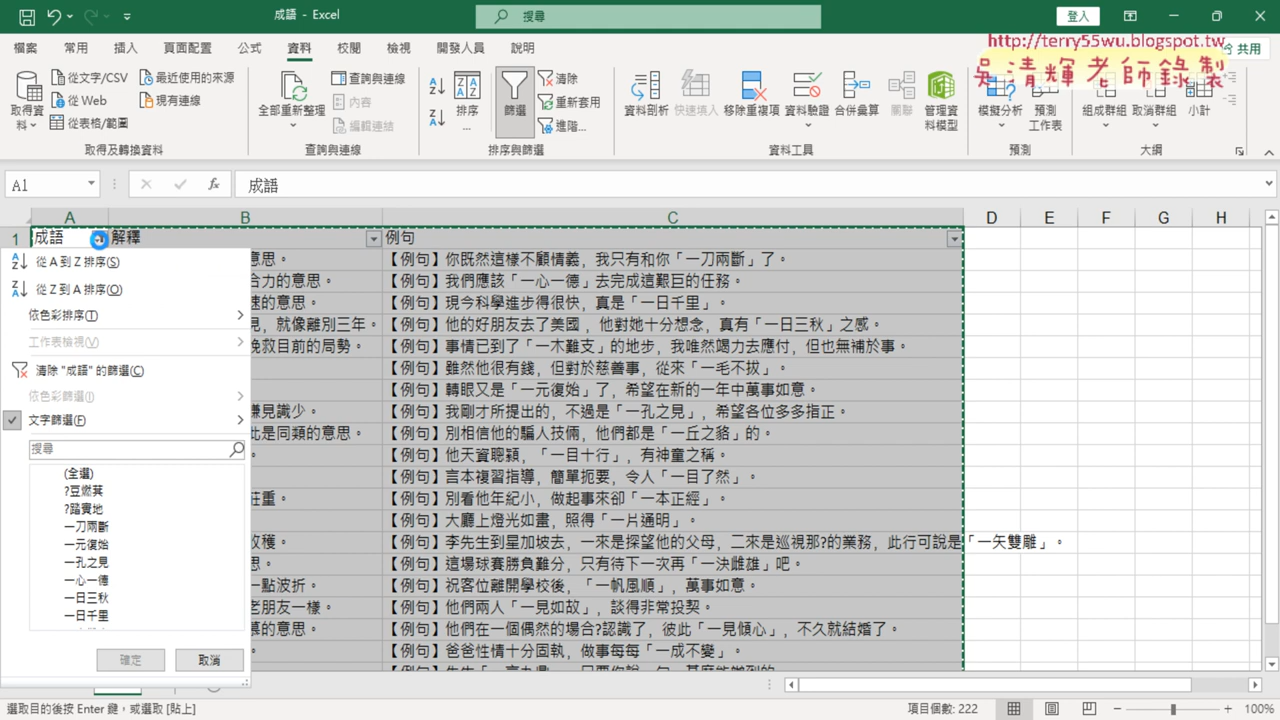 成語 - Excel
搜尋
登入
檔案 常用 插入 頁面配置 公式 資料 校閱 檢視 開發人員 說明
http://terry55wu.blogspot.tw
吳清輝老師錄製
共用
取得資料
從文字/CSV
從 Web
從表格/範圍
最近使用的來源
現有連線
取得及轉換資料
全部重新整理
查詢與連線
內容
編輯連結
查詢與連線
排序...
篩選
清除
重新套用
進階...
排序與篩選
資料剖析
快速填入
移除重複項
資料驗證
合併彙算
關聯
管理資料模型
資料工具
模擬分析
預測工作表
預測
組成群組
取消群組
小計
大綱
A1
fx
成語
A B C D E F G H
1 成語 解釋 例句
意思。 【例句】你既然這樣不顧情義，我只有和你「一刀兩斷」了。
合力的意思。 【例句】我們應該「一心一德」去完成這艱巨的任務。
速的意思。 【例句】現今科學進步得很快，真是「一日千里」。
見，就像離別三年。 【例句】他的好朋友去了美國，他對她十分想念，真有「一日三秋」之感。
挽救目前的局勢。 【例句】事情已到了「一木難支」的地步，我唯然竭力去應付，但也無補於事。
【例句】雖然他很有錢，但對於慈善事，從來「一毛不拔」。
【例句】轉眼又是「一元復始」了，希望在新的一年中萬事如意。
謙見識少。 【例句】我剛才所提出的，不過是「一孔之見」，希望各位多多指正。
此是同類的意思。 【例句】別相信他的騙人技倆，他們都是「一丘之貉」的。
。 【例句】他天資聰穎，「一目十行」，有神童之稱。
【例句】言本複習指導，簡單扼要，令人「一目了然」。
莊重。 【例句】別看他年紀小，做起事來卻「一本正經」。
【例句】大廳上燈光如晝，照得「一片通明」。
收穫。 【例句】李先生到星加坡去，一來是探望他的父母，二來是巡視那?的業務，此行可說是「一矢雙雕」。
思。 【例句】這場球賽勝負難分，只有待下一次再「一決雌雄」吧。
一點波折。 【例句】祝客位離開學校後，「一帆風順」，萬事如意。
老朋友一樣。 【例句】他們兩人「一見如故」，談得非常投契。
慕的意思。 【例句】他們在一個偶然的場合?認識了，彼此「一見傾心」，不久就結婚了。
。 【例句】爸爸性情十分固執，做事每每「一成不變」。
從 A 到 Z 排序(S)
從 Z 到 A 排序(O)
依色彩排序(T)
工作表檢視(V)
清除 "成語" 的篩選(C)
依色彩篩選(I)
文字篩選(F)
搜尋
(全選)
?豆燃萁
?踏實地
一刀兩斷
一元復始
一孔之見
一心一德
一日三秋
一日千里
確定 取消
選取目的後按 Enter 鍵，或選取 [貼上]
項目個數: 222
100%